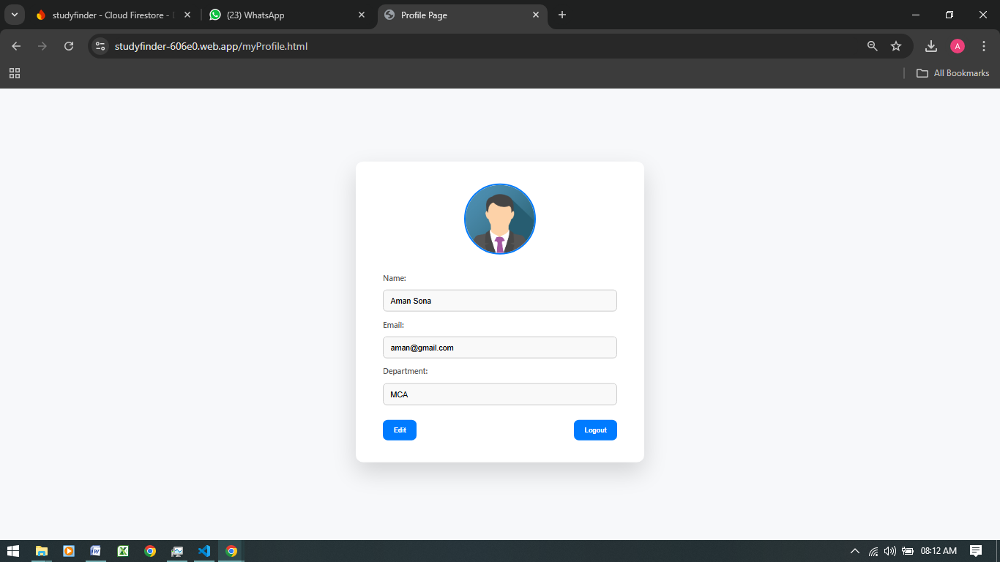 studyfinder - Cloud Firestore -
(23) WhatsApp
Profile Page
studyfinder-606e0.web.app/myProfile.html
A
All Bookmarks
Name:
Aman Sona
Email:
aman@gmail.com
Department:
MCA
Edit
Logout
08:12 AM